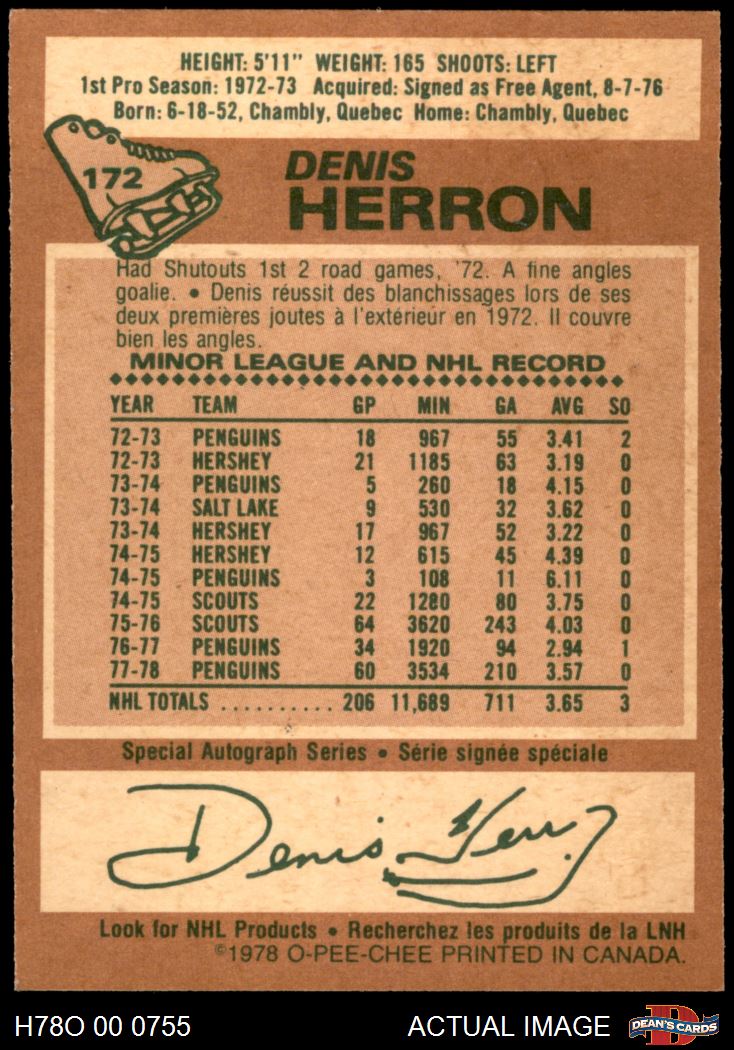 HEIGHT: 5'11" WEIGHT: 165 SHOOTS: LEFT
1st Pro Season: 1972-73 Acquired: Signed as Free Agent, 8-7-76
Born: 6-18-52, Chambly, Quebec Home: Chambly, Quebec
172
DENIS
HERRON
Had Shutouts 1st 2 road games, '72. A fine angles
goalie. • Denis réussit des blanchissages lors de ses
deux premières joutes à l'extérieur en 1972. Il couvre
bien les angles.
MINOR LEAGUE AND NHL RECORD
YEAR TEAM GP MIN GA AVG SO
72-73 PENGUINS 18 967 55 3.41 2
72-73 HERSHEY 21 1185 63 3.19 0
73-74 PENGUINS 5 260 18 4.15 0
73-74 SALT LAKE 9 530 32 3.62 0
73-74 HERSHEY 17 967 52 3.22 0
74-75 HERSHEY 12 615 45 4.39 0
74-75 PENGUINS 3 108 11 6.11 0
74-75 SCOUTS 22 1280 80 3.75 0
75-76 SCOUTS 64 3620 243 4.03 0
76-77 PENGUINS 34 1920 94 2.94 1
77-78 PENGUINS 60 3534 210 3.57 0
NHL TOTALS .......... 206 11,689 711 3.65 3
Special Autograph Series • Série signée spéciale
Denis Herron
Look for NHL Products • Recherchez les produits de la LNH
©1978 O-PEE-CHEE PRINTED IN CANADA.
H78O 00 0755 ACTUAL IMAGE DEAN'S CARDS